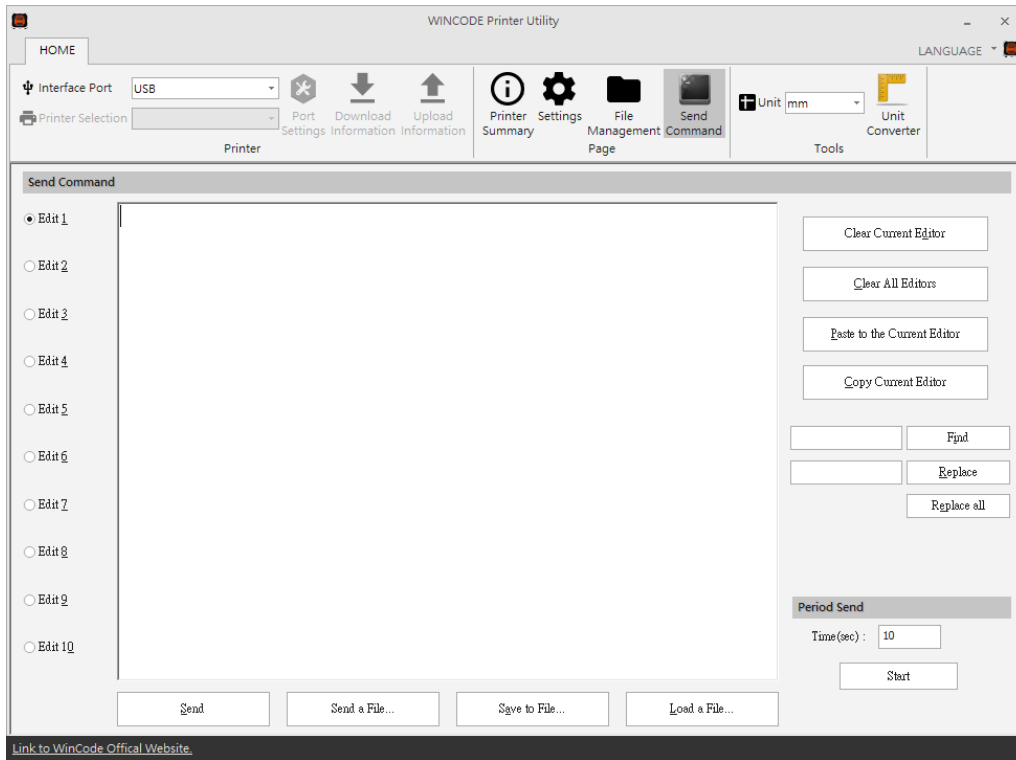 WINCODE Printer Utility
HOME
LANGUAGE
Interface Port
USB
Printer Selection
Port Settings
Download Information
Upload Information
Printer
Printer Summary
Settings
File Management
Send Command
Page
Unit
mm
Unit Converter
Tools
Send Command
Edit 1
Edit 2
Edit 3
Edit 4
Edit 5
Edit 6
Edit 7
Edit 8
Edit 9
Edit 10
Clear Current Editor
Clear All Editors
Paste to the Current Editor
Copy Current Editor
Find
Replace
Replace all
Period Send
Time(sec) :
10
Start
Send
Send a File...
Save to File...
Load a File...
Link to WinCode Offical Website.